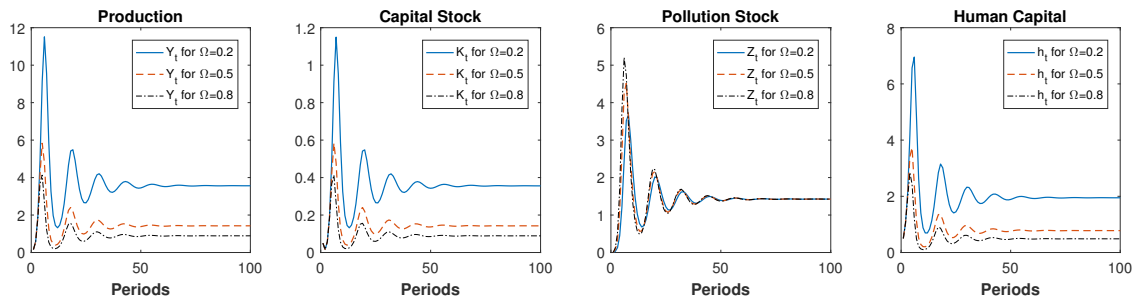 Production
12
10
8
6
4
2
0
0
50
100
Periods
Y_t for Ω=0.2
Y_t for Ω=0.5
Y_t for Ω=0.8
Capital Stock
1.2
1
0.8
0.6
0.4
0.2
0
0
50
100
Periods
K_t for Ω=0.2
K_t for Ω=0.5
K_t for Ω=0.8
Pollution Stock
6
5
4
3
2
1
0
0
50
100
Periods
Z_t for Ω=0.2
Z_t for Ω=0.5
Z_t for Ω=0.8
Human Capital
8
6
4
2
0
0
50
100
Periods
h_t for Ω=0.2
h_t for Ω=0.5
h_t for Ω=0.8